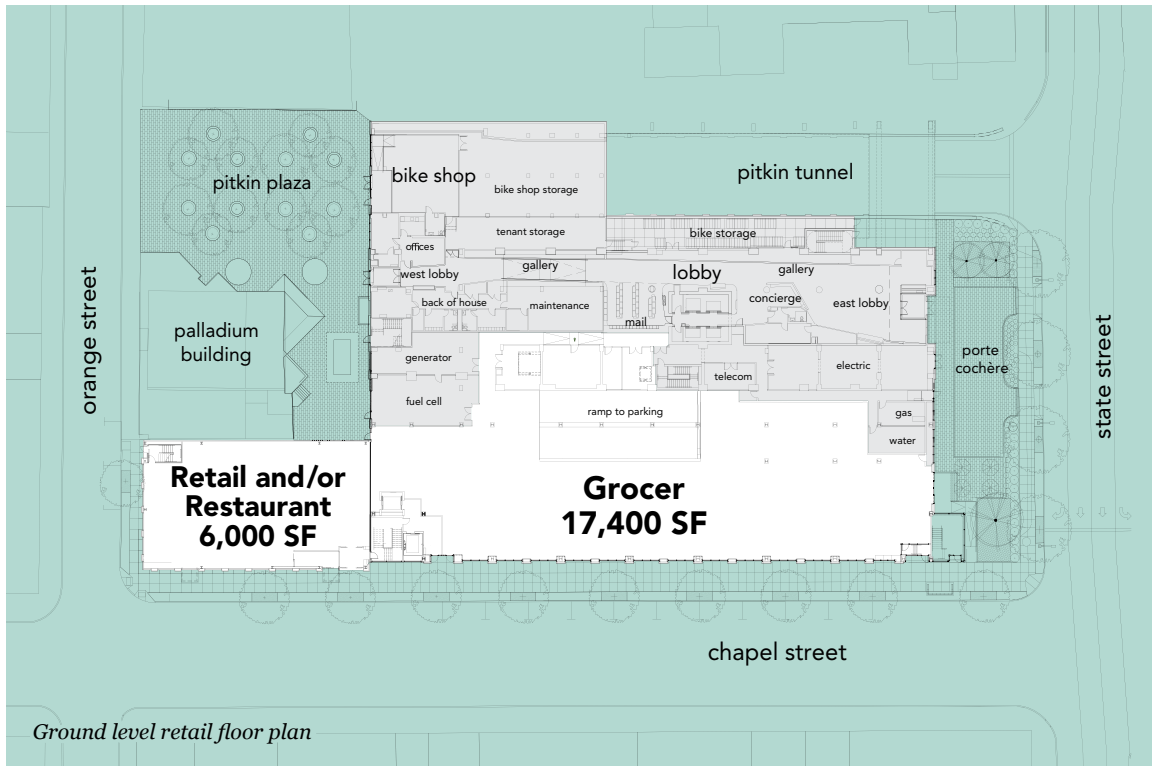 bike shop
pitkin tunnel
pitkin plaza
bike shop storage
tenant storage
bike storage
offices
gallery
lobby
gallery
west lobby
concierge
east lobby
back of house
maintenance
mail
orange street
palladium
building
generator
state street
porte
cochère
electric
telecom
fuel cell
ramp to parking
gas
water
Retail and/or
Restaurant
6,000 SF
Grocer
17,400 SF
chapel street
Ground level retail floor plan